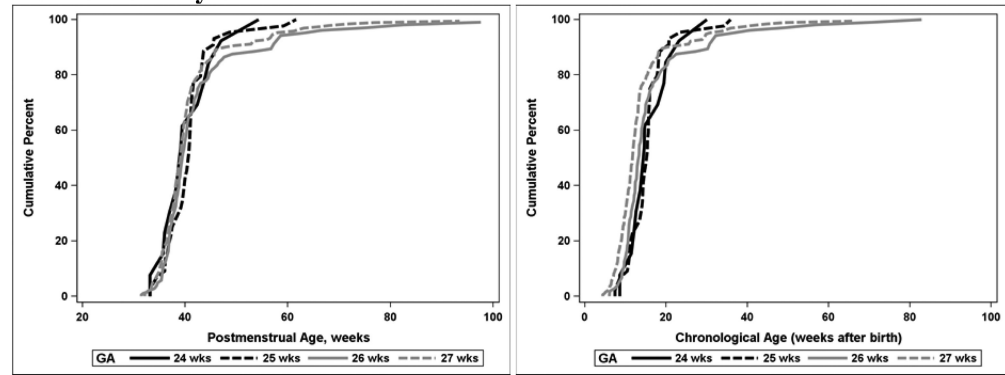 100
80
60
40
20
0
Cumulative Percent
20 40 60 80 100
Postmenstrual Age, weeks
GA 24 wks 25 wks 26 wks 27 wks
100
80
60
40
20
0
Cumulative Percent
0 20 40 60 80 100
Chronological Age (weeks after birth)
GA 24 wks 25 wks 26 wks 27 wks